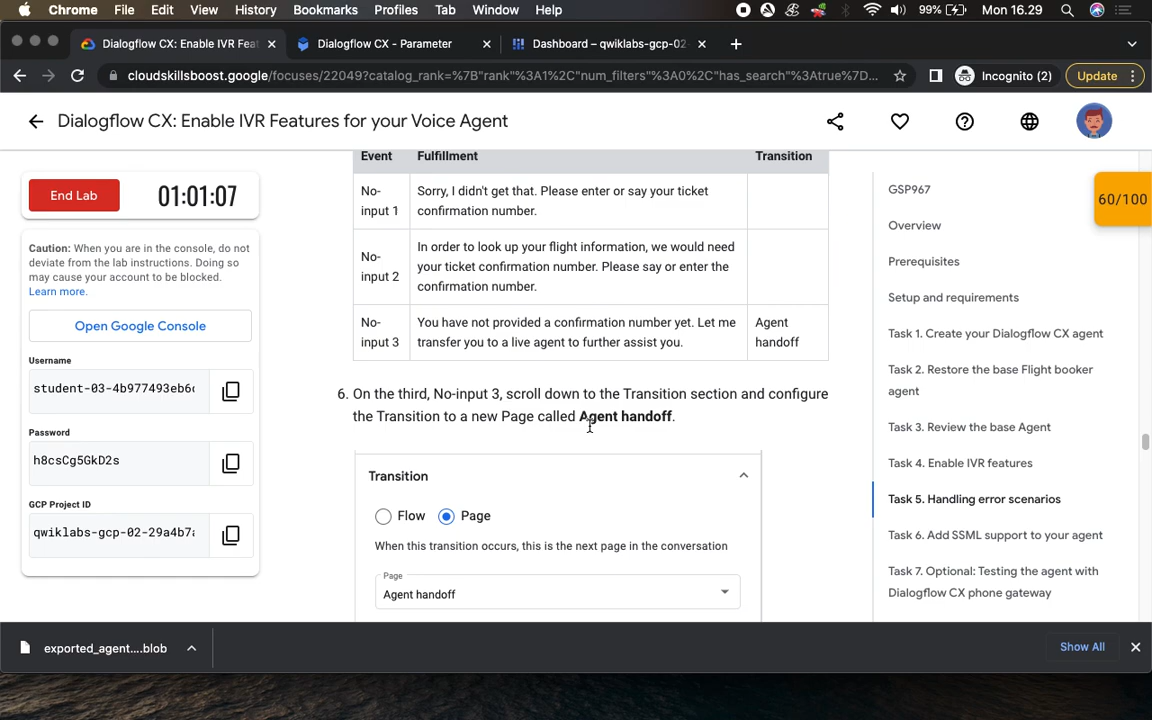 Chrome File Edit View History Bookmarks Profiles Tab Window Help 99% Mon 16.29
Dialogflow CX: Enable IVR Fea Dialogflow CX - Parameter Dashboard – qwiklabs-gcp-02
cloudskillsboost.google/focuses/22049?catalog_rank=%7B"rank"%3A1%2C"num_filters"%3A0%2C"has_search"%3Atrue%7D... Incognito (2) Update
Dialogflow CX: Enable IVR Features for your Voice Agent
End Lab 01:01:07
Caution: When you are in the console, do not
deviate from the lab instructions. Doing so
may cause your account to be blocked.
Learn more.
Open Google Console
Username
student-03-4b977493eb6c
Password
h8csCg5GkD2s
GCP Project ID
qwiklabs-gcp-02-29a4b7a
Event Fulfillment Transition
No-
input 1
Sorry, I didn't get that. Please enter or say your ticket
confirmation number.
No-
input 2
In order to look up your flight information, we would need
your ticket confirmation number. Please say or enter the
confirmation number.
No-
input 3
You have not provided a confirmation number yet. Let me
transfer you to a live agent to further assist you.
Agent
handoff
6. On the third, No-input 3, scroll down to the Transition section and configure
the Transition to a new Page called Agent handoff.
Transition
Flow Page
When this transition occurs, this is the next page in the conversation
Page
Agent handoff
GSP967
60/100
Overview
Prerequisites
Setup and requirements
Task 1. Create your Dialogflow CX agent
Task 2. Restore the base Flight booker
agent
Task 3. Review the base Agent
Task 4. Enable IVR features
Task 5. Handling error scenarios
Task 6. Add SSML support to your agent
Task 7. Optional: Testing the agent with
Dialogflow CX phone gateway
exported_agent....blob Show All